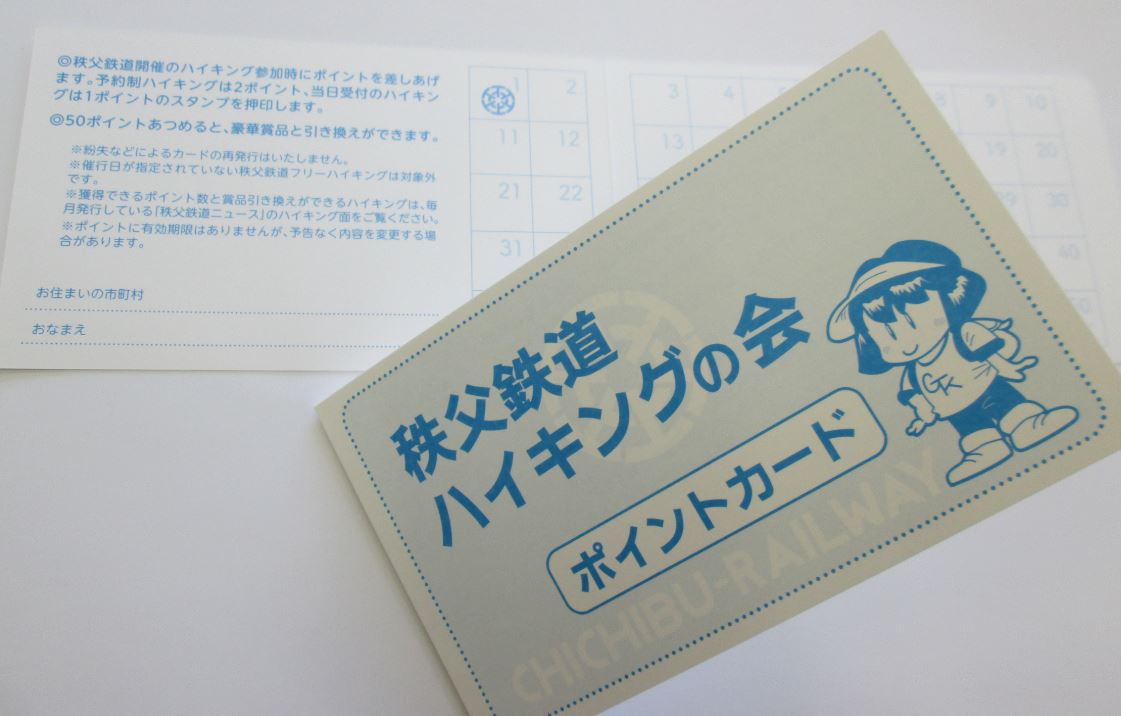 ◎秩父鉄道開催のハイキング参加時にポイントを差しあげ
ます。予約制ハイキングは2ポイント、当日受付のハイキン
グは1ポイントのスタンプを押印します。
◎50ポイントあつめると、豪華賞品と引き換えができます。
※紛失などによるカードの再発行はいたしません。
※催行日が指定されていない秩父鉄道フリーハイキングは対象外
です。
※獲得できるポイント数と賞品引き換えができるハイキングは、毎
月発行している「秩父鉄道ニュース」のハイキング面をご覧ください。
※ポイントに有効期限はありませんが、予告なく内容を変更する場
合があります。
お住まいの市町村
おなまえ
1 2 3 4 8 9 10
11 12 13 19 20
21 22 30
31 40
秩父鉄道
ハイキングの会
ポイントカード
CHICHIBU-RAILWAY